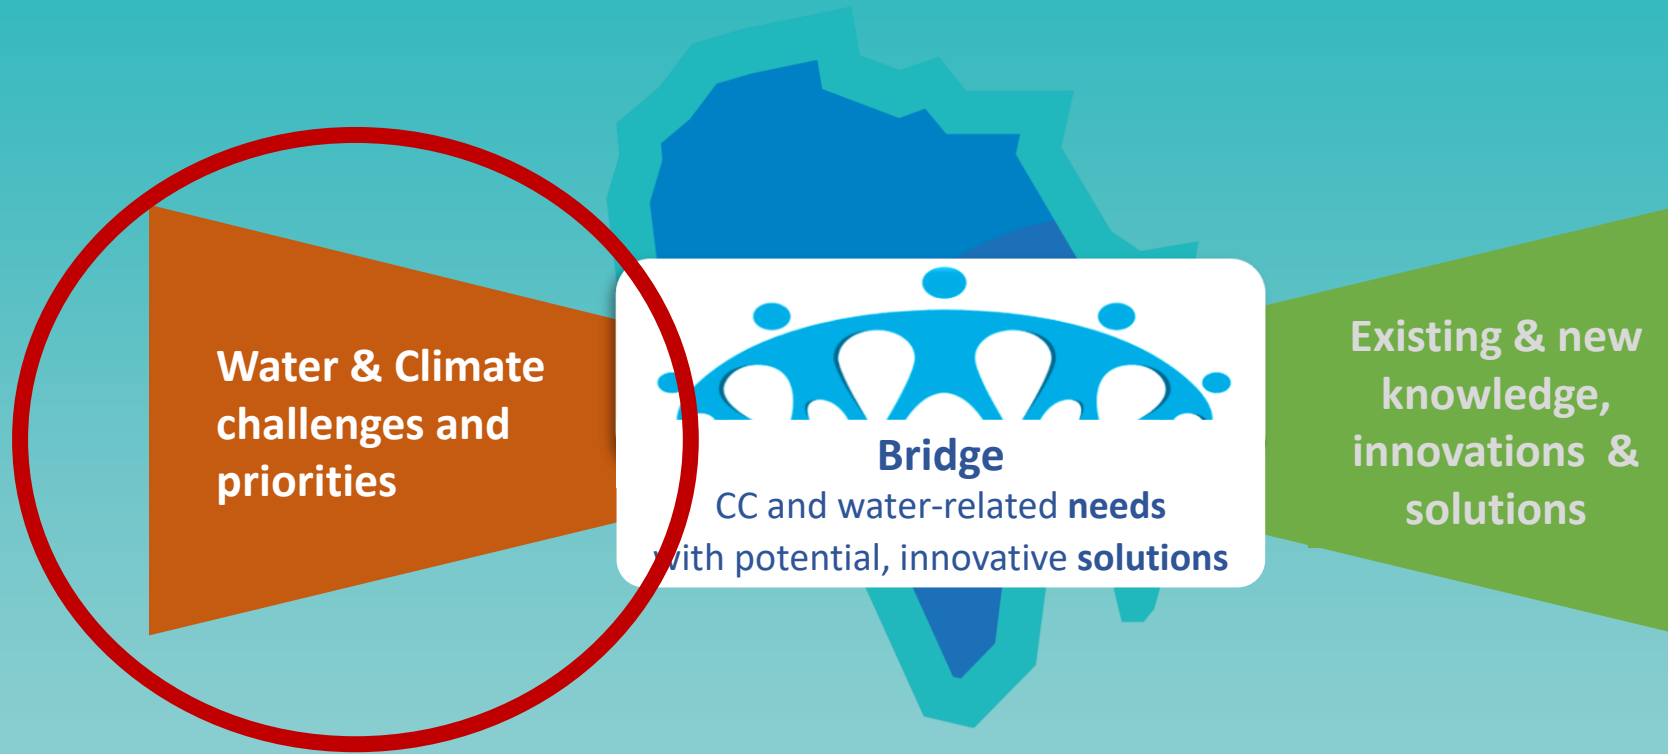 Water & Climate
challenges and
priorities
Bridge
CC and water-related needs
with potential, innovative solutions
Existing & new
knowledge,
innovations &
solutions